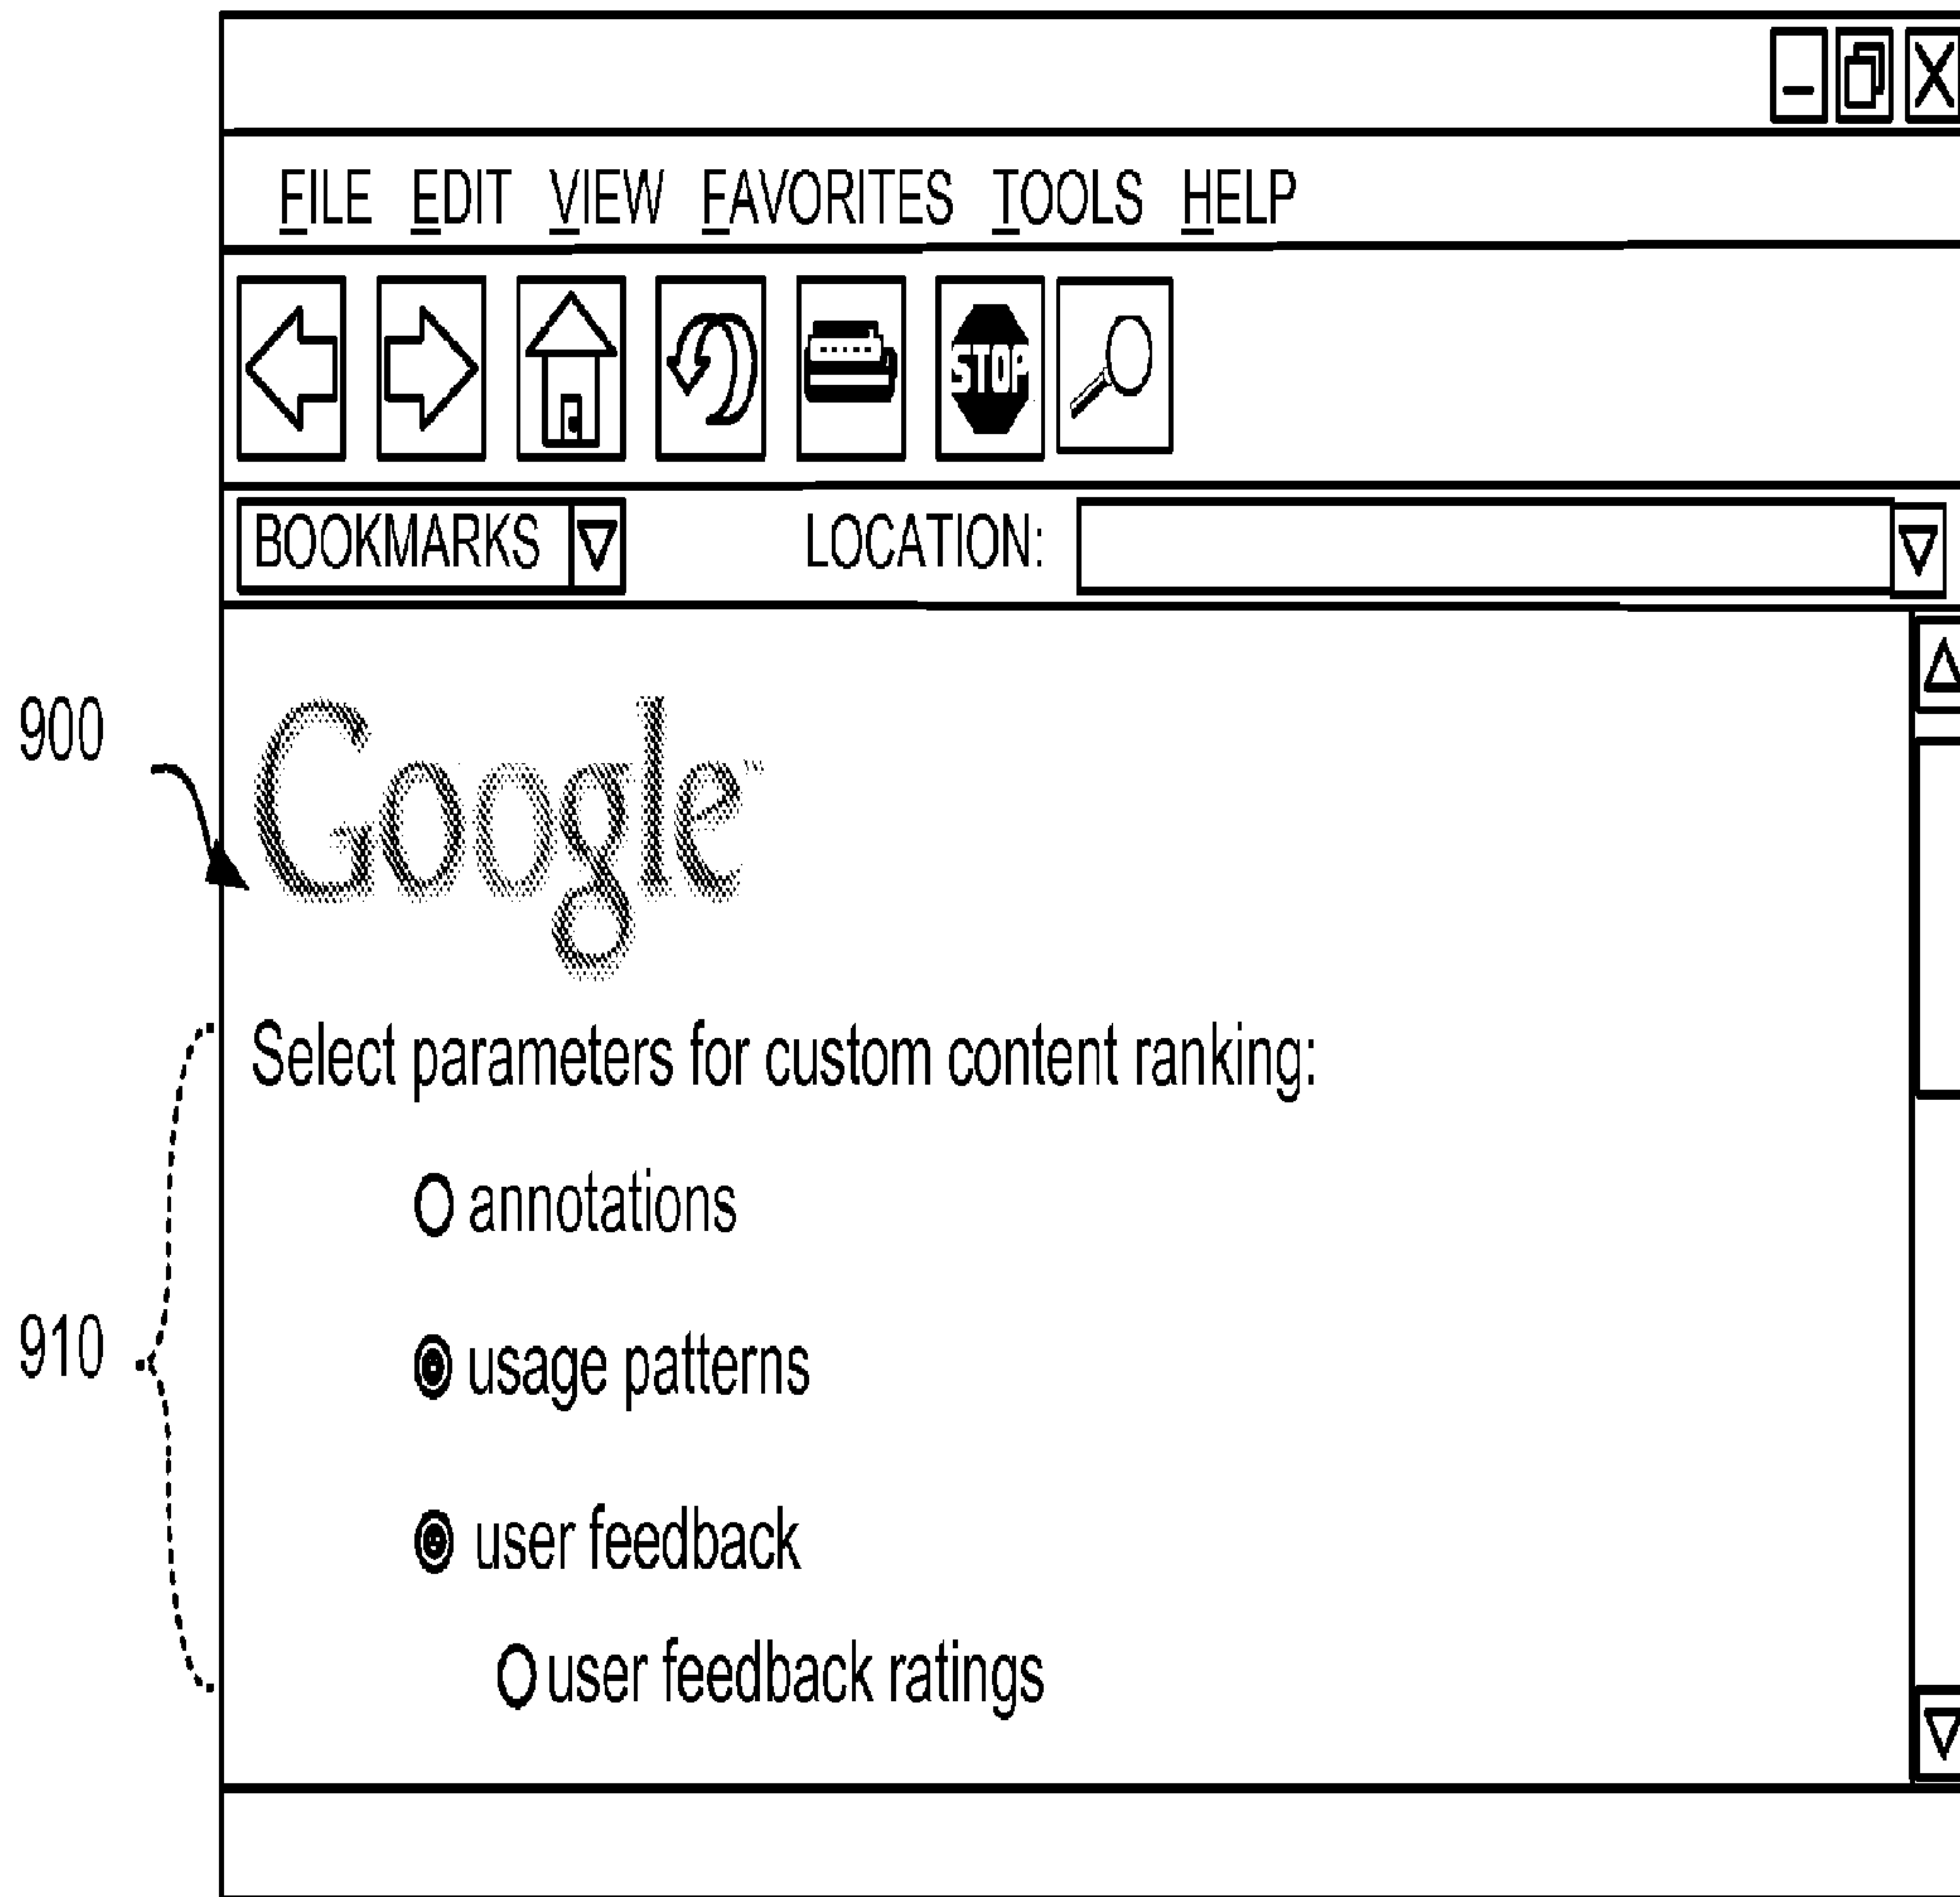 FILE EDIT VIEW FAVORITES TOOLS HELP
STOP
BOOKMARKS LOCATION:
900
Google™
Select parameters for custom content ranking:
annotations
910
usage patterns
user feedback
user feedback ratings